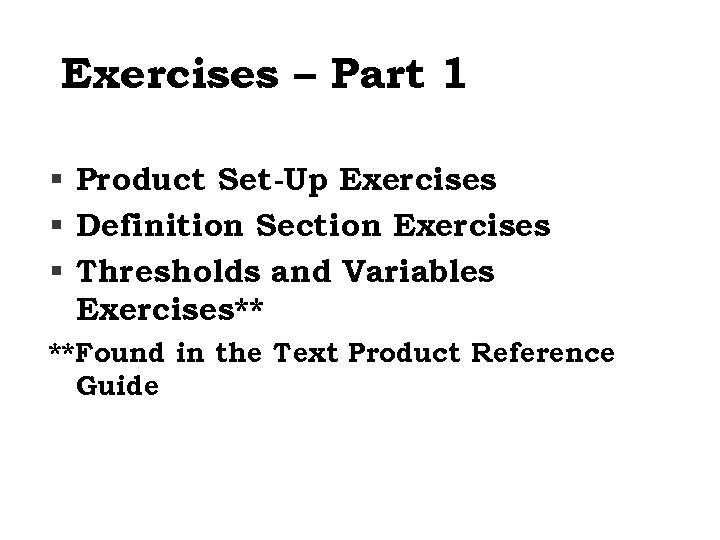 Exercises – Part 1
▪ Product Set-Up Exercises
▪ Definition Section Exercises
▪ Thresholds and Variables
Exercises**
**Found in the Text Product Reference
Guide